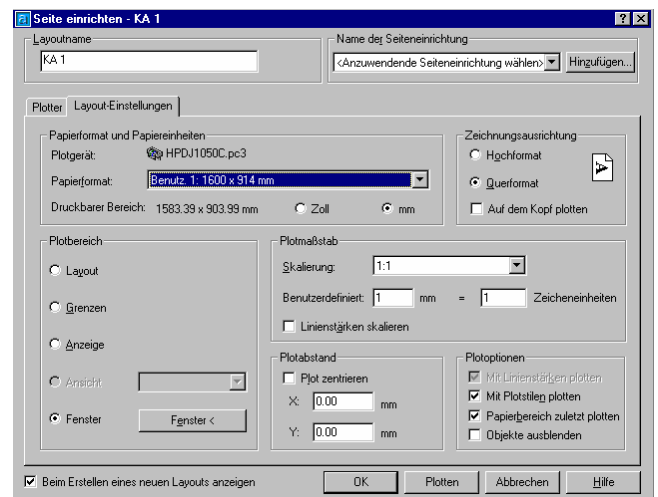 Seite einrichten - KA 1
Layoutname
KA 1
Name der Seiteneinrichtung
<Anzuwendende Seiteneinrichtung wählen>
Hinzufügen...
Plotter
Layout-Einstellungen
Papierformat und Papiereinheiten
Plotgerät: HPDJ1050C.pc3
Papierformat: Benutz. 1: 1600 x 914 mm
Druckbarer Bereich: 1583.39 x 903.99 mm Zoll mm
Zeichnungsausrichtung
Hochformat
Querformat
Auf dem Kopf plotten
A
Plotbereich
Layout
Grenzen
Anzeige
Ansicht
Fenster
Fenster <
Plotmaßstab
Skalierung: 1:1
Benutzerdefiniert: 1 mm = 1 Zeicheneinheiten
Linienstärken skalieren
Plotabstand
Plot zentrieren
X: 0.00 mm
Y: 0.00 mm
Plotoptionen
Mit Linienstärken plotten
Mit Plotstilen plotten
Papierbereich zuletzt plotten
Objekte ausblenden
Beim Erstellen eines neuen Layouts anzeigen
OK
Plotten
Abbrechen
Hilfe